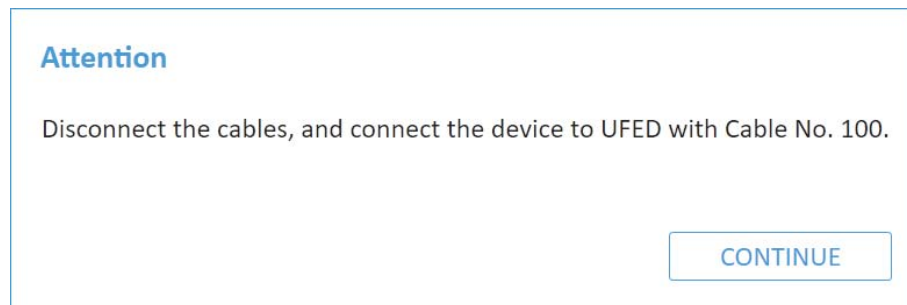 Attention
Disconnect the cables, and connect the device to UFED with Cable No. 100.
CONTINUE